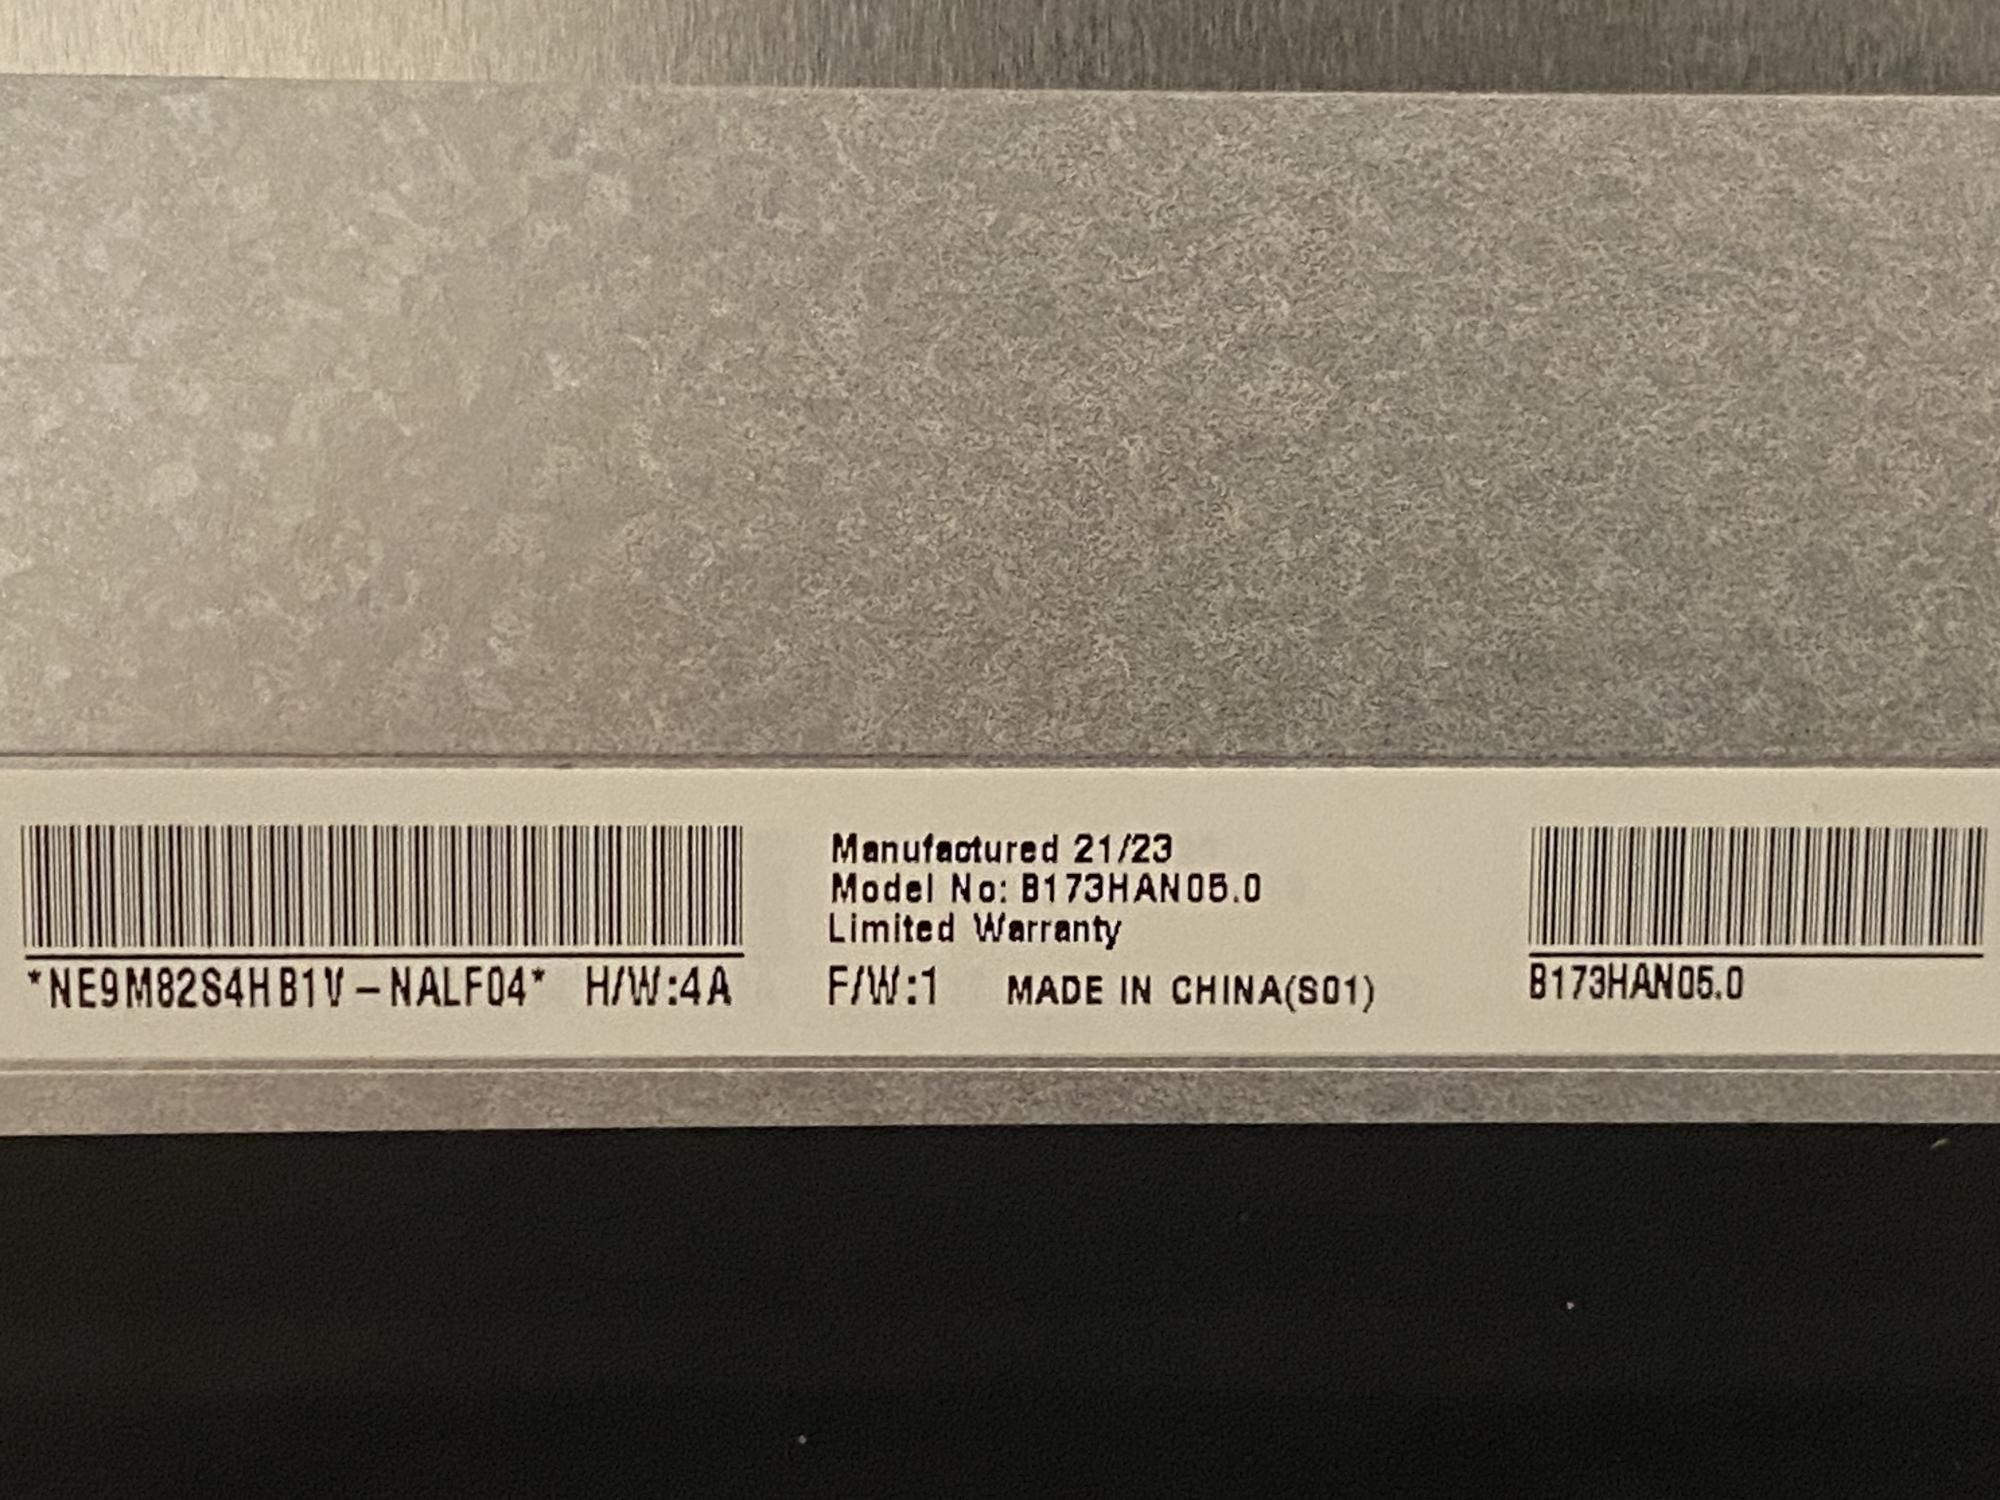 Manufactured 21/23
Model No: B173HAN05.0
Limited Warranty
*NE9M82S4HB1V-NALF04* H/W:4A F/W:1 MADE IN CHINA(S01)
B173HAN05.0